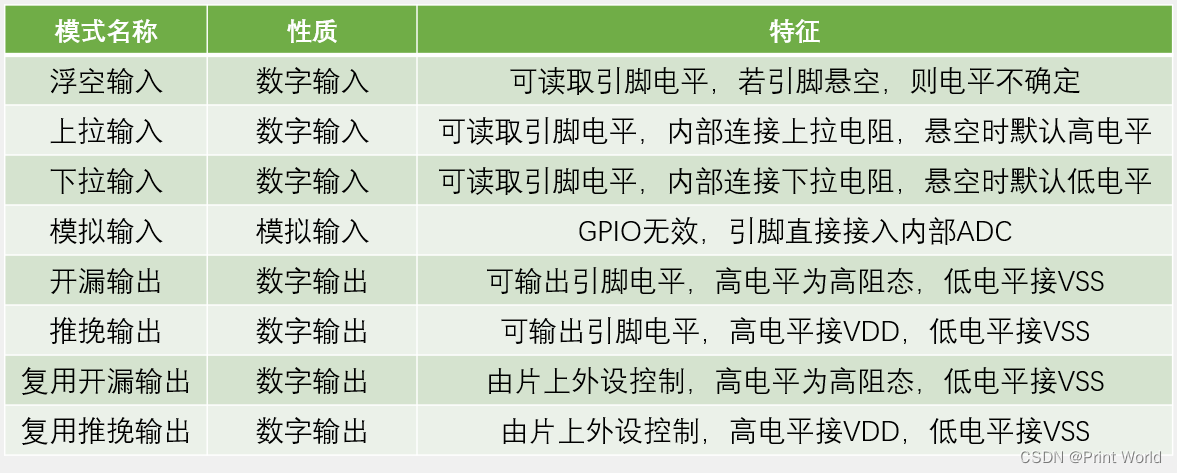 模式名称 性质 特征
浮空输入 数字输入 可读取引脚电平，若引脚悬空，则电平不确定
上拉输入 数字输入 可读取引脚电平，内部连接上拉电阻，悬空时默认高电平
下拉输入 数字输入 可读取引脚电平，内部连接下拉电阻，悬空时默认低电平
模拟输入 模拟输入 GPIO无效，引脚直接接入内部ADC
开漏输出 数字输出 可输出引脚电平，高电平为高阻态，低电平接VSS
推挽输出 数字输出 可输出引脚电平，高电平接VDD，低电平接VSS
复用开漏输出 数字输出 由片上外设控制，高电平为高阻态，低电平接VSS
复用推挽输出 数字输出 由片上外设控制，高电平接VDD，低电平接VSS
CSDN @Print World